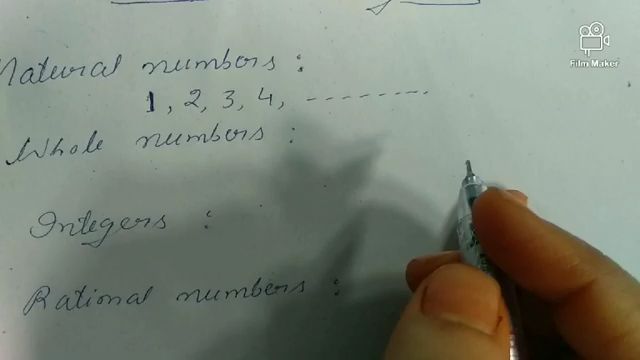 Natural numbers :
1, 2, 3, 4, --------.
Whole numbers :
Integers :
Rational numbers :
Film Maker